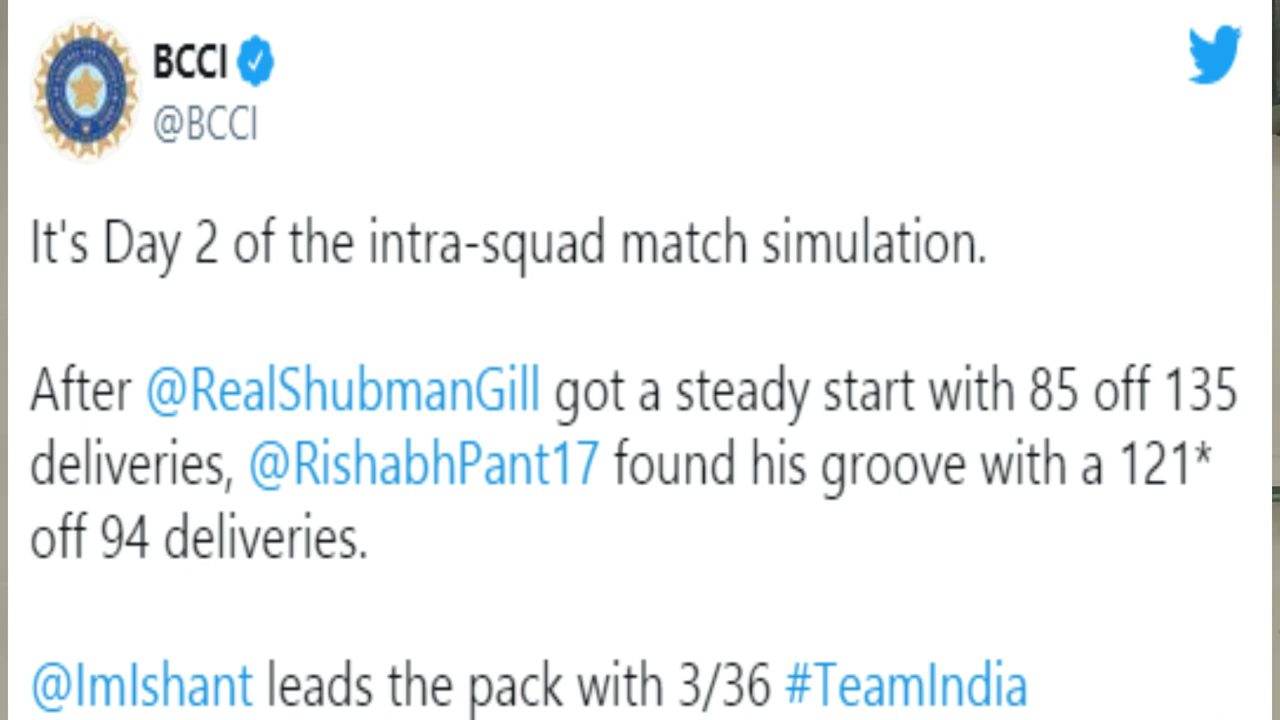 BCCI
@BCCI
It's Day 2 of the intra-squad match simulation.
After @RealShubmanGill got a steady start with 85 off 135
deliveries, @RishabhPant17 found his groove with a 121*
off 94 deliveries.
@ImIshant leads the pack with 3/36 #TeamIndia